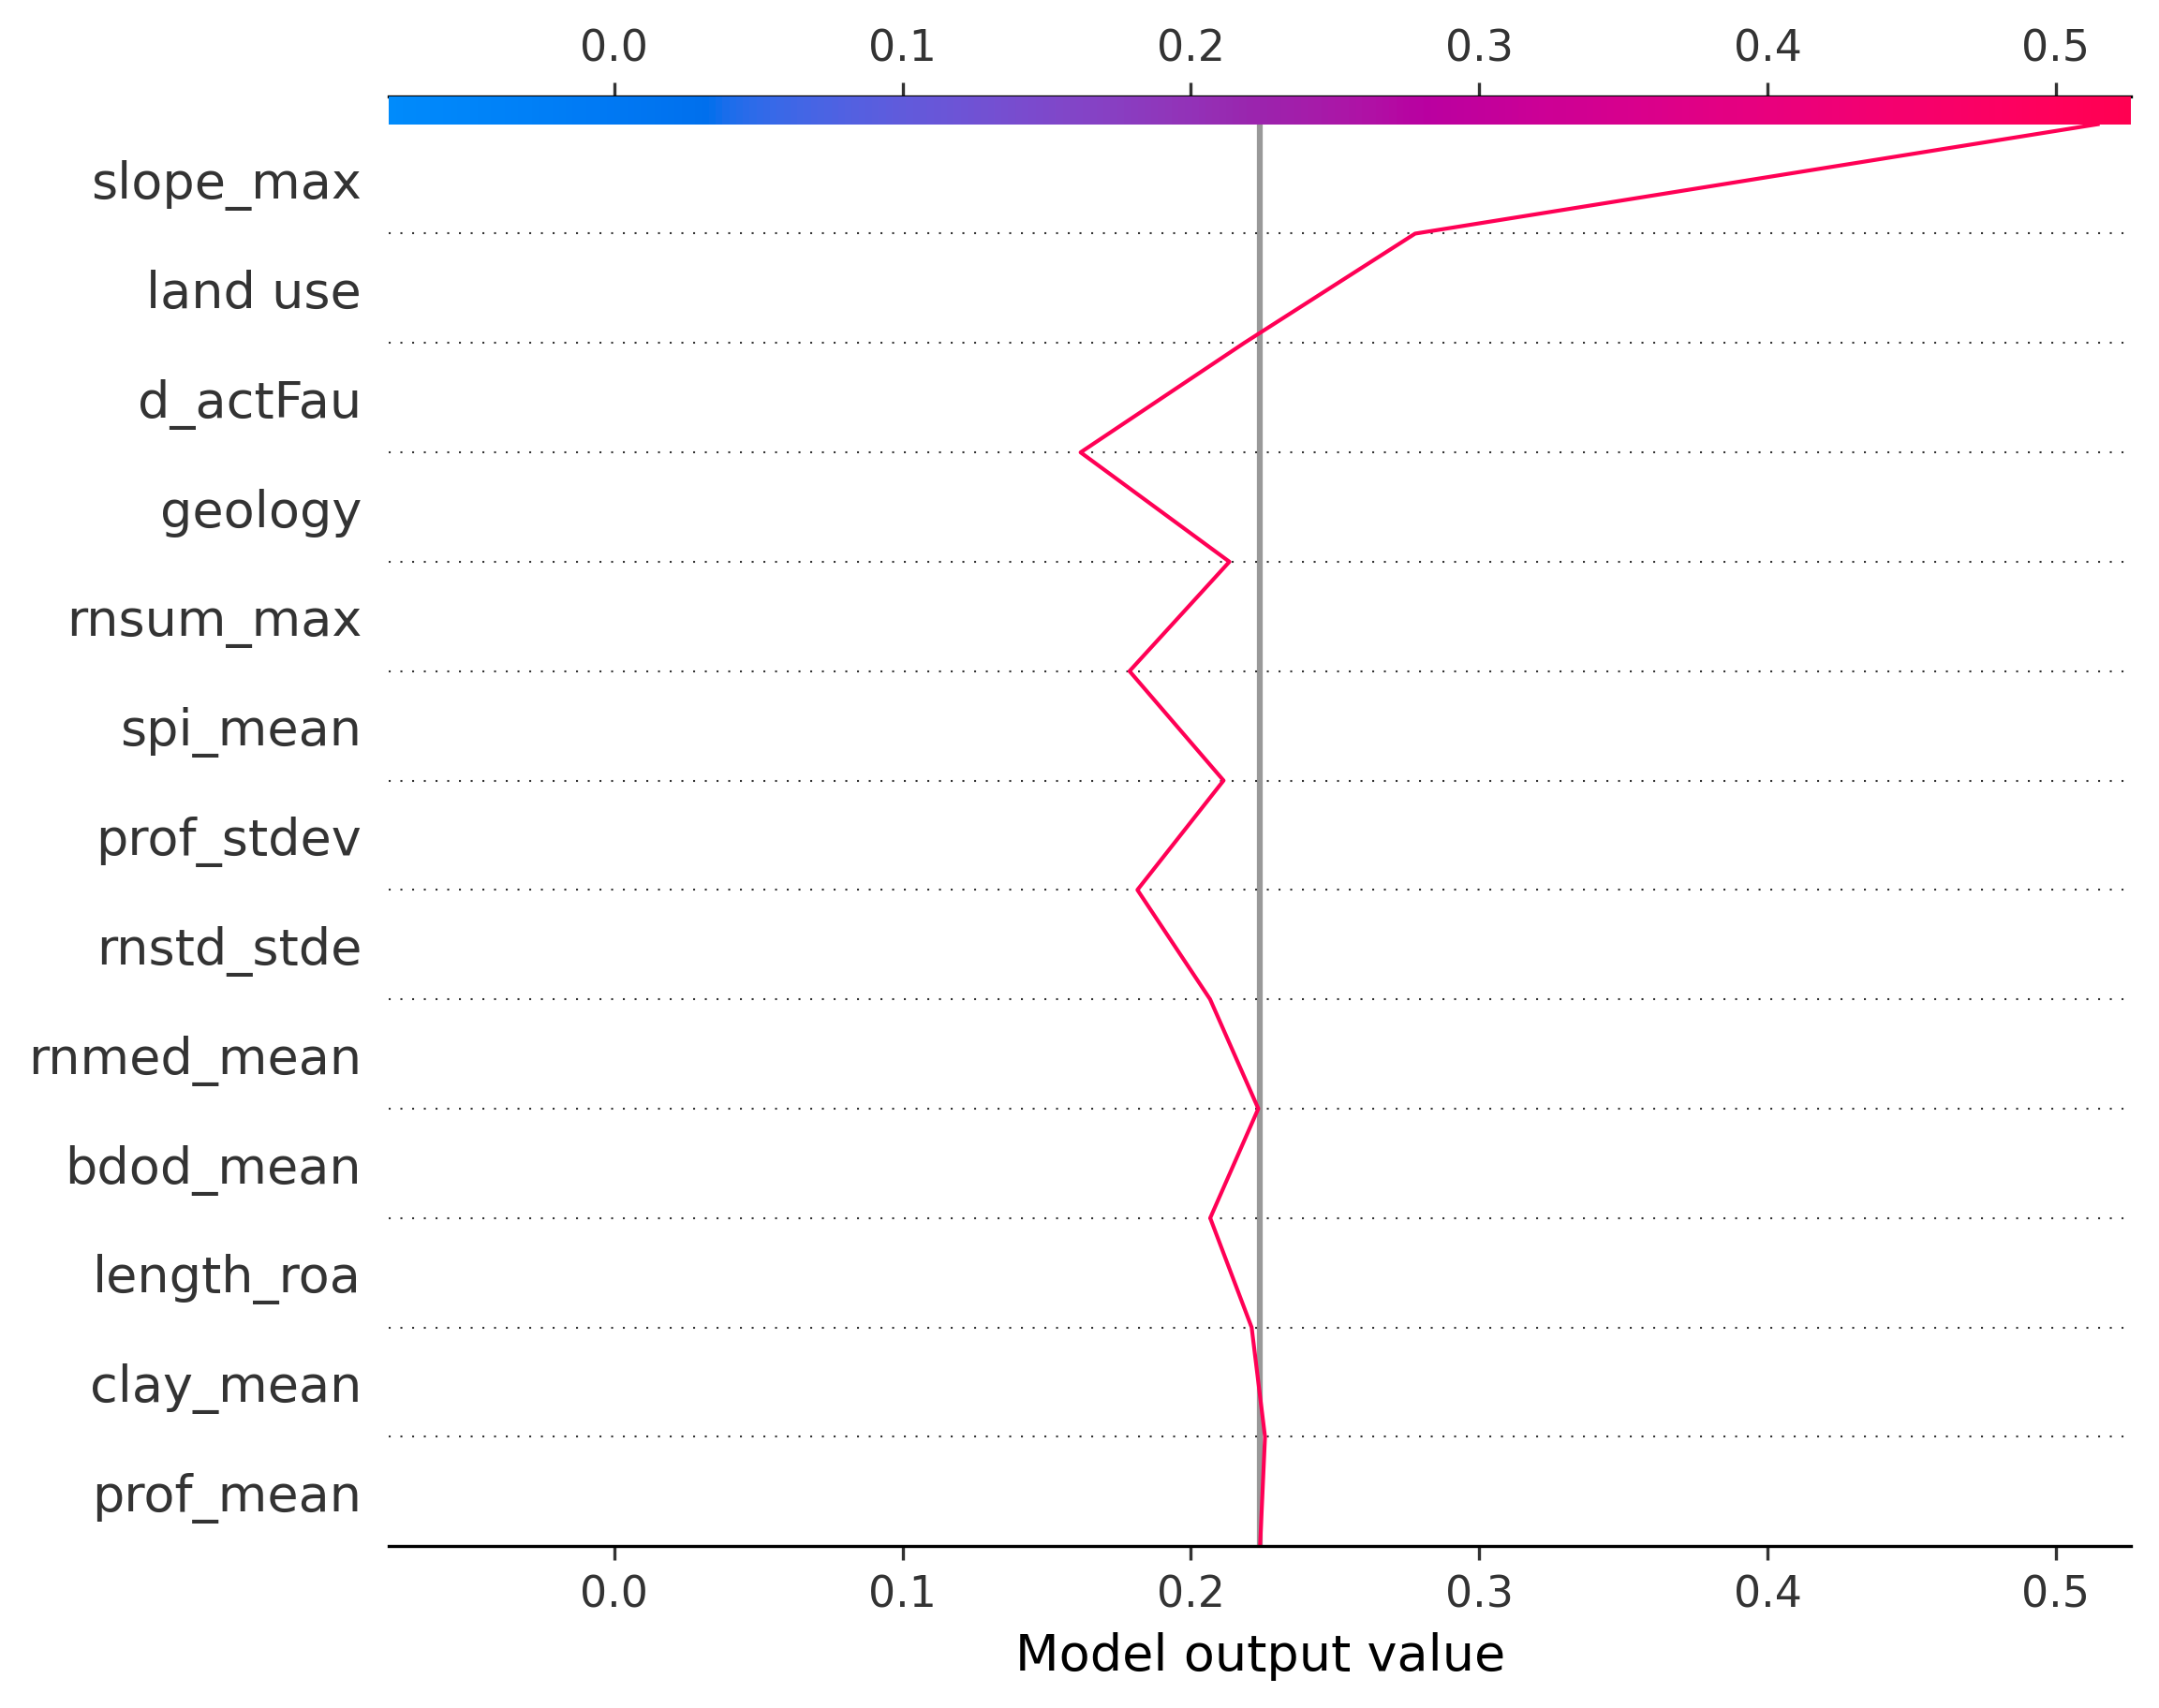 0.0 0.1 0.2 0.3 0.4 0.5
slope_max
land use
d_actFau
geology
rnsum_max
spi_mean
prof_stdev
rnstd_stde
rnmed_mean
bdod_mean
length_roa
clay_mean
prof_mean
0.0 0.1 0.2 0.3 0.4 0.5
Model output value